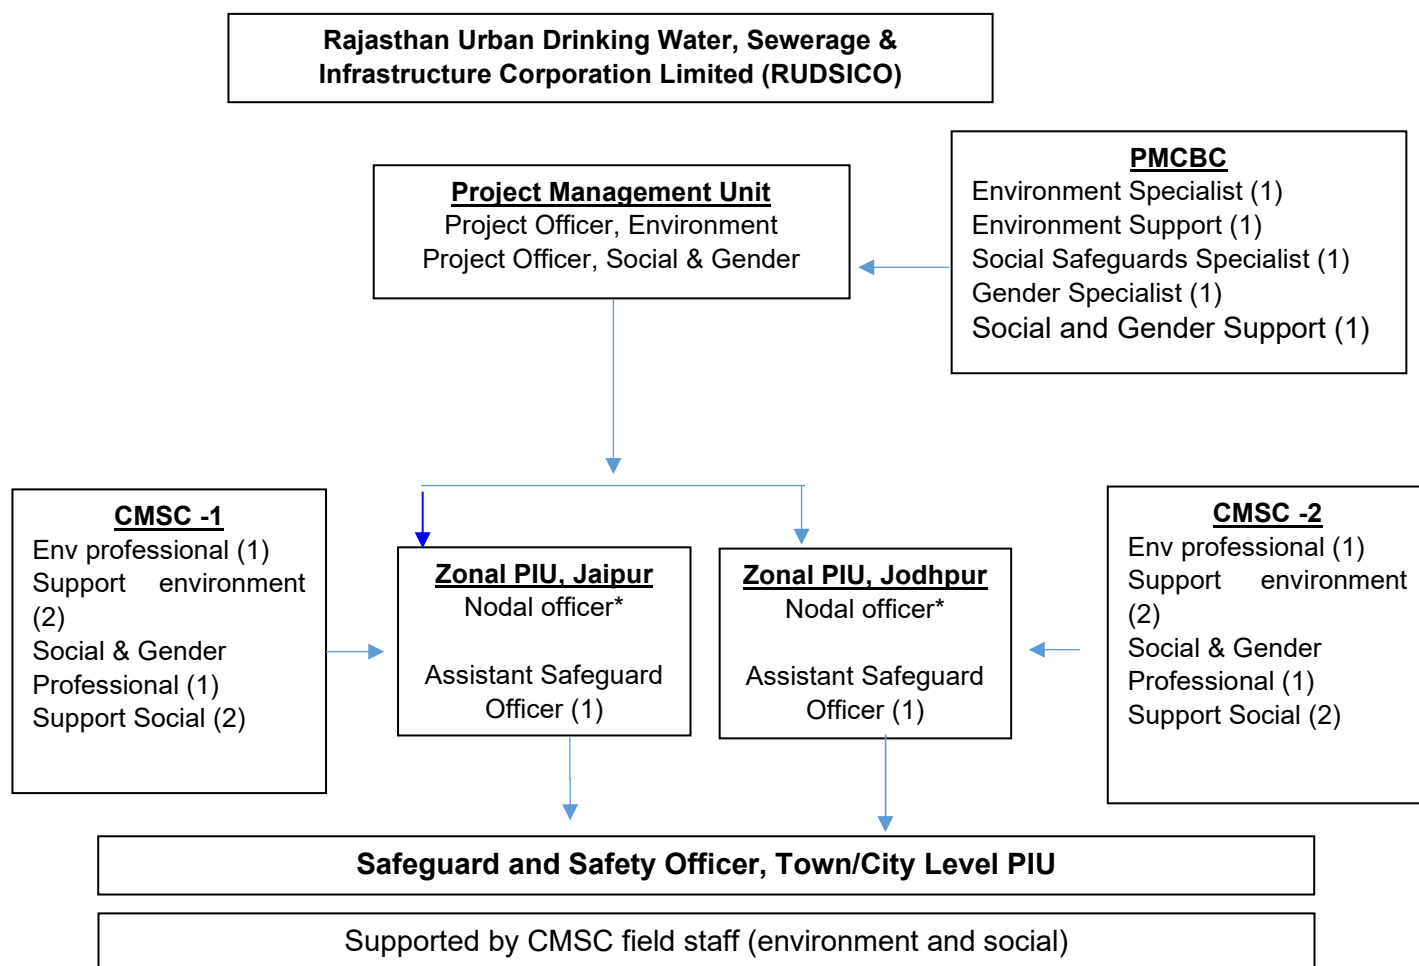 Rajasthan Urban Drinking Water, Sewerage &
Infrastructure Corporation Limited (RUDSICO)
PMCBC
Environment Specialist (1)
Environment Support (1)
Social Safeguards Specialist (1)
Gender Specialist (1)
Social and Gender Support (1)
Project Management Unit
Project Officer, Environment
Project Officer, Social & Gender
CMSC -1
Env professional (1)
Support environment
(2)
Social & Gender
Professional (1)
Support Social (2)
Zonal PIU, Jaipur
Nodal officer*
Assistant Safeguard
Officer (1)
Zonal PIU, Jodhpur
Nodal officer*
Assistant Safeguard
Officer (1)
CMSC -2
Env professional (1)
Support environment
(2)
Social & Gender
Professional (1)
Support Social (2)
Safeguard and Safety Officer, Town/City Level PIU
Supported by CMSC field staff (environment and social)